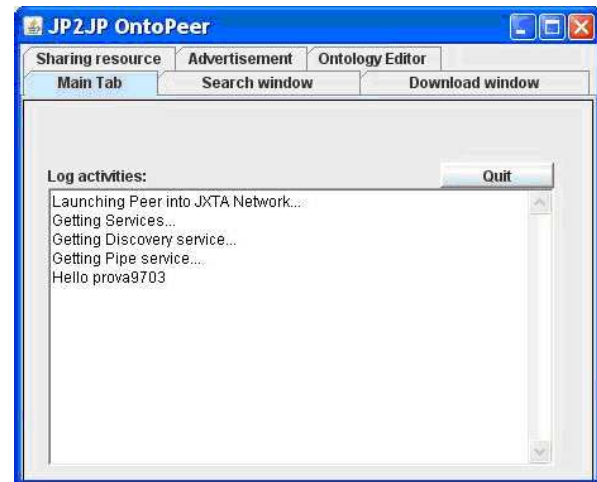 JP2JP OntoPeer
Sharing resource Advertisement Ontology Editor
Main Tab Search window Download window
Log activities: Quit
Launching Peer into JXTA Network...
Getting Services...
Getting Discovery service...
Getting Pipe service...
Hello prova9703